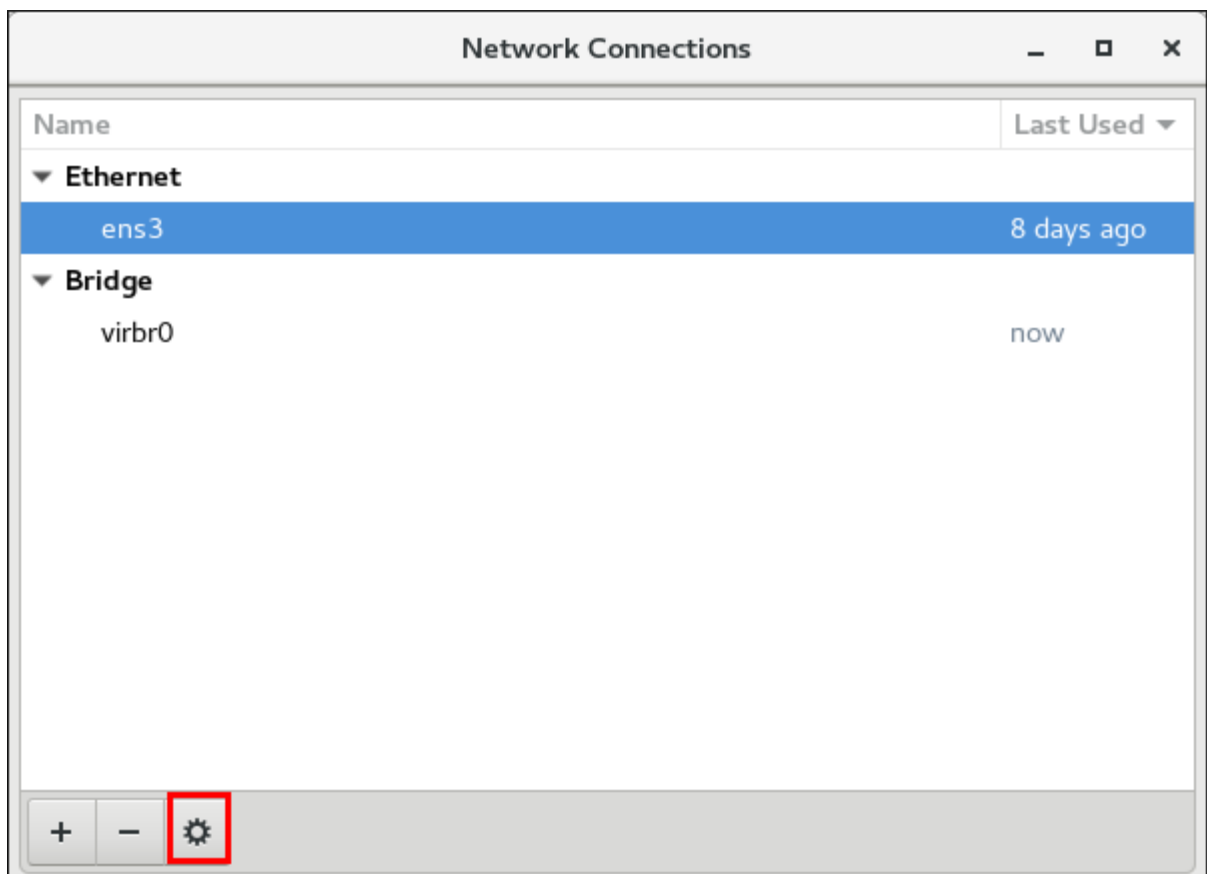 Network Connections
Name Last Used
Ethernet
ens3 8 days ago
Bridge
virbr0 now